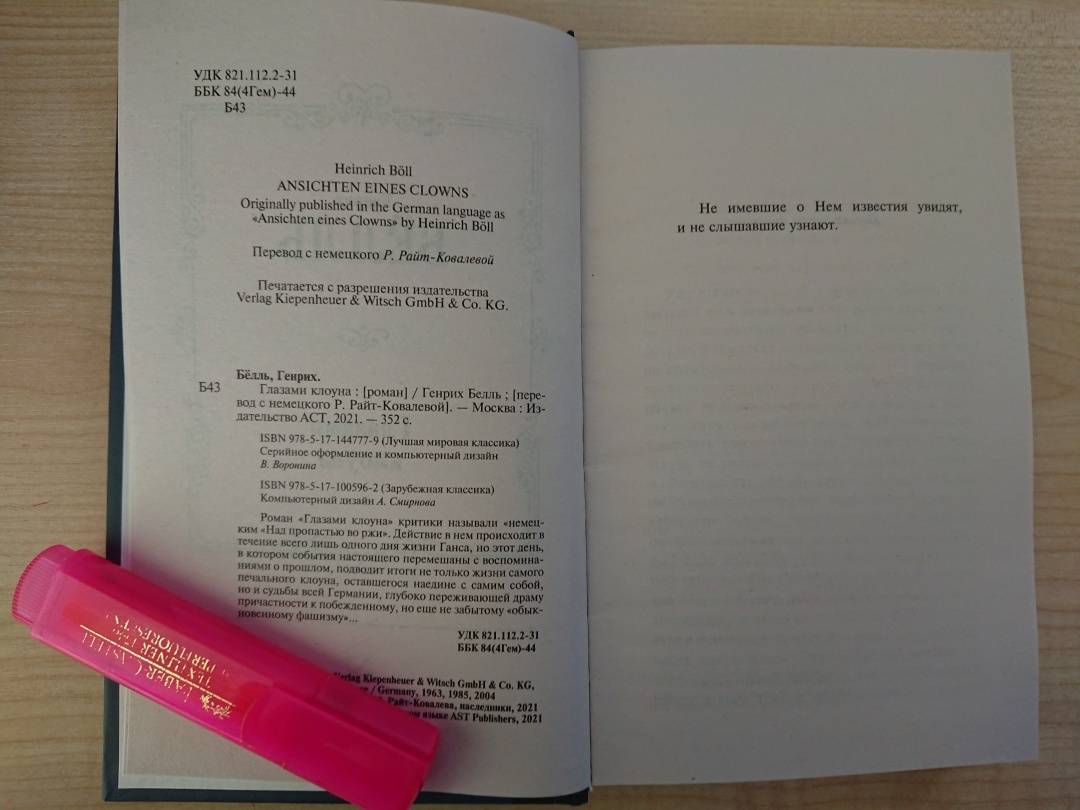 УДК 821.112.2-31
ББК 84(4Гем)-44
Б43
Heinrich Böll
ANSICHTEN EINES CLOWNS
Originally published in the German language as
«Ansichten eines Clowns» by Heinrich Böll
Перевод с немецкого Р. Райт-Ковалевой
Печатается с разрешения издательства
Verlag Kiepenheuer & Witsch GmbH & Co. KG.
Бёлль, Генрих.
Б43 Глазами клоуна : [роман] / Генрих Белль ; [пере-
вод с немецкого Р. Райт-Ковалевой]. — Москва : Из-
дательство АСТ, 2021. — 352 с.
ISBN 978-5-17-144777-9 (Лучшая мировая классика)
Серийное оформление и компьютерный дизайн
В. Воронина
ISBN 978-5-17-100596-2 (Зарубежная классика)
Компьютерный дизайн А. Смирнова
Роман «Глазами клоуна» критики называли «немец-
ким «Над пропастью во ржи». Действие в нем происходит в
течение всего лишь одного дня жизни Ганса, но этот день,
в котором события настоящего перемешаны с воспомина-
ниями о прошлом, подводит итоги не только жизни самого
печального клоуна, оставшегося наедине с самим собой,
но и судьбы всей Германии, глубоко переживающей драму
причастности к побежденному, но еще не забытому «обык-
новенному фашизму»...
УДК 821.112.2-31
ББК 84(4Гем)-44
Verlag Kiepenheuer & Witsch GmbH & Co. KG,
/ Germany, 1963, 1985, 2004
Райт-Ковалева, наследники, 2021
языке AST Publishers, 2021
FABER-CASTELL
TEXTLINER 1546
Не имевшие о Нем известия увидят,
и не слышавшие узнают.